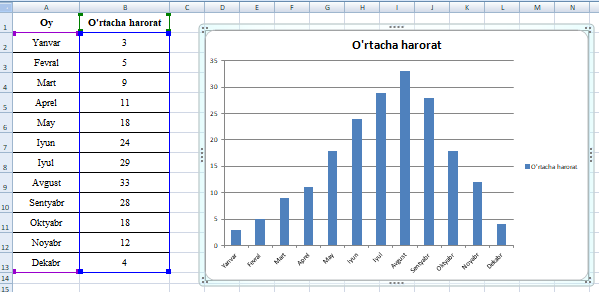 A B C D E F G H I J K L M N
1 Oy O'rtacha harorat
2 Yanvar 3
3 Fevral 5
4 Mart 9
5 Aprel 11
6 May 18
7 Iyun 24
8 Iyul 29
9 Avgust 33
10 Sentyabr 28
11 Oktyabr 18
12 Noyabr 12
13 Dekabr 4
14
15
O'rtacha harorat
35
30
25
20
15
10
5
0
Yanvar Fevral Mart Aprel May Iyun Iyul Avgust Sentyabr Oktyabr Noyabr Dekabr
O'rtacha harorat